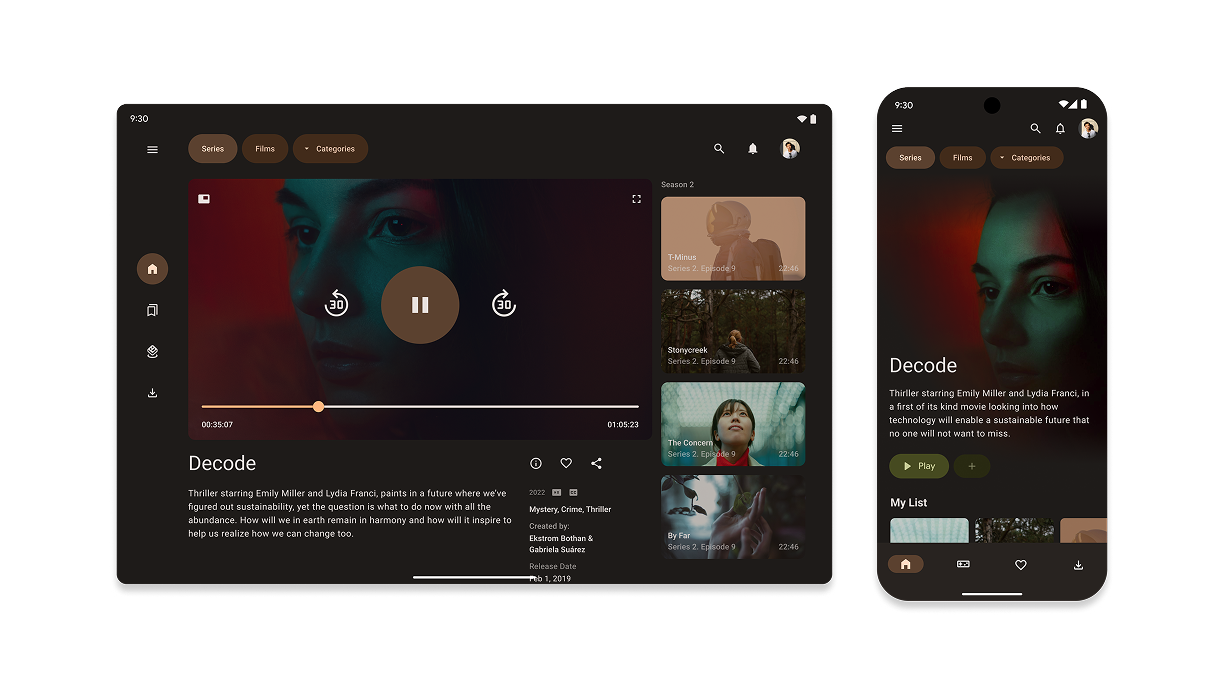 9:30
Series
Films
Categories
30
30
00:35:07
01:05:23
Decode
Thriller starring Emily Miller and Lydia Franci, paints in a future where we've
figured out sustainability, yet the question is what to do now with all the
abundance. How will we in earth remain in harmony and how will it inspire to
help us realize how we can change too.
2022
Mystery, Crime, Thriller
Created by:
Ekstrom Bothan &
Gabriela Suárez
Release Date
Feb 1, 2019
Season 2
T-Minus
Series 2. Episode 9
22:46
Stonycreek
Series 2. Episode 9
22:46
The Concern
Series 2. Episode 9
22:46
By Far
Series 2. Episode 9
22:46
9:30
Series
Films
Categories
Decode
Thirller starring Emily Miller and Lydia Franci, in
a first of its kind movie looking into how
technology will enable a sustainable future that
no one will not want to miss.
Play
My List